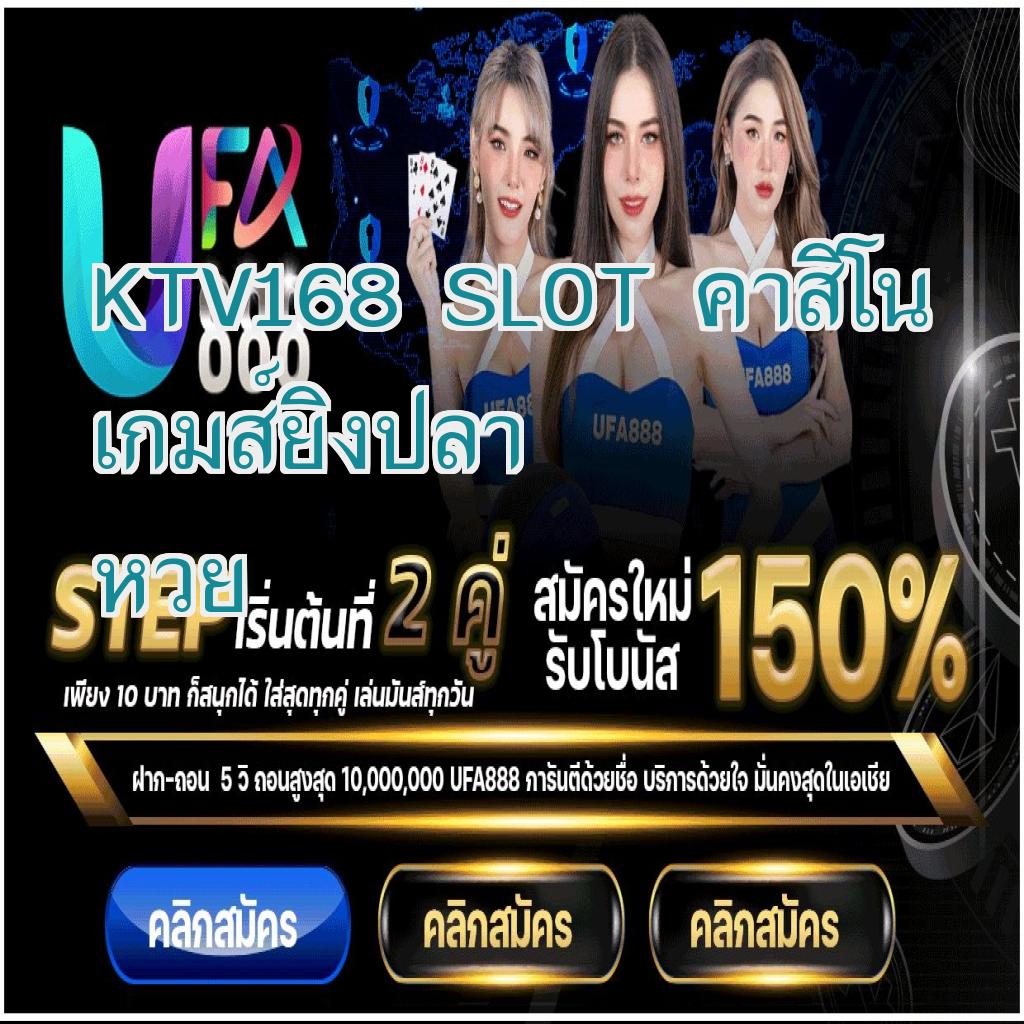 UFA
888
KTV168 SLOT คาสิโน
เกมส์ยิงปลา
หวย
UFA888
UFA888
UFA888
STEP เริ่มต้นที่ 2 คู่
เพียง 10 บาท ก็สนุกได้ ใส่สุดทุกคู่ เล่นมันส์ทุกวัน
สมัครใหม่
รับโบนัส
150%
ฝาก-ถอน 5 วิ ถอนสูงสุด 10,000,000 UFA888 การันตีด้วยชื่อ บริการด้วยใจ มั่นคงสุดในเอเชีย
คลิกสมัคร
คลิกสมัคร
คลิกสมัคร